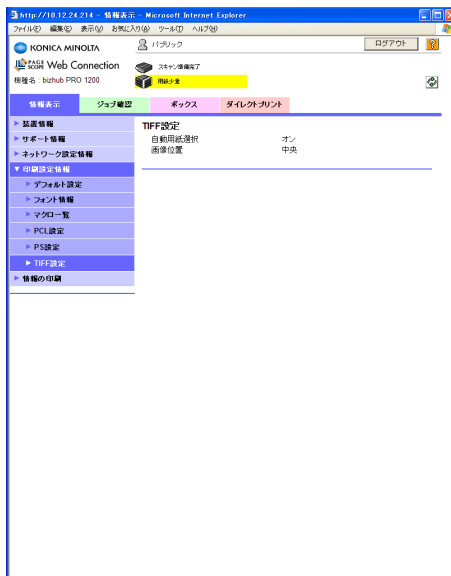 http://10.12.24.214 - 情報表示 - Microsoft Internet Explorer
ファイル(F) 編集(E) 表示(V) お気に入り(A) ツール(T) ヘルプ(H)
KONICA MINOLTA
パブリック
ログアウト
?
PAGE SCOPE Web Connection
スキャン準備完了
機種名 : bizhub PRO 1200
用紙少量
情報表示 ジョブ確認 ボックス ダイレクトプリント
装置情報
サポート情報
ネットワーク設定情報
印刷設定情報
デフォルト設定
フォント情報
マクロ一覧
PCL設定
PS設定
TIFF設定
情報の印刷
TIFF設定
自動用紙選択 オン
画像位置 中央